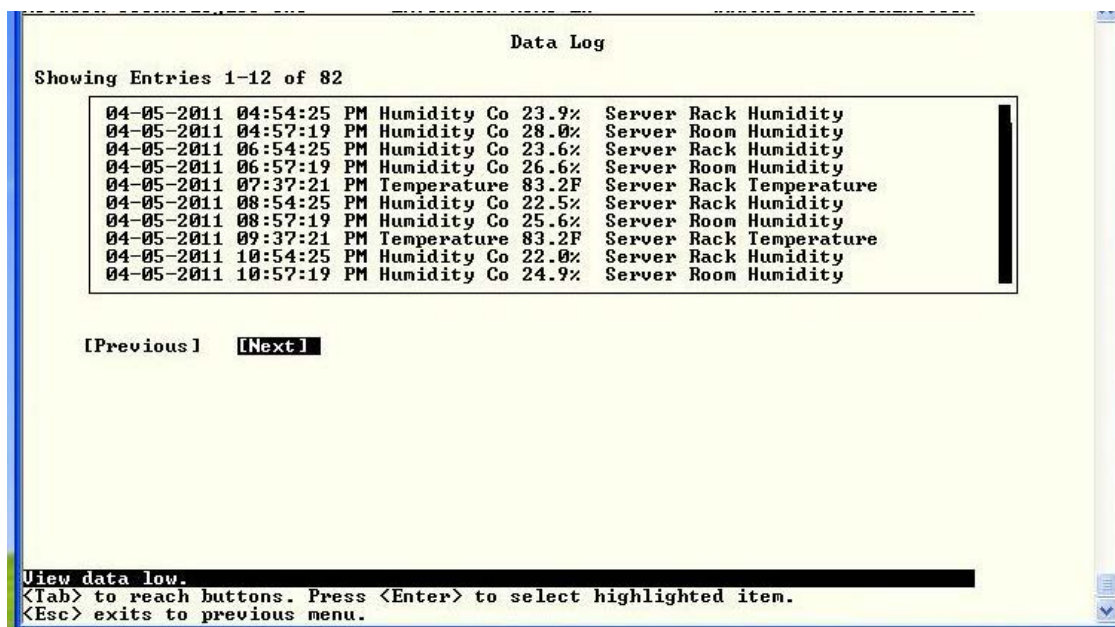 Data Log
Showing Entries 1-12 of 82
04-05-2011 04:54:25 PM Humidity Co 23.9% Server Rack Humidity
04-05-2011 04:57:19 PM Humidity Co 28.0% Server Room Humidity
04-05-2011 06:54:25 PM Humidity Co 23.6% Server Rack Humidity
04-05-2011 06:57:19 PM Humidity Co 26.6% Server Room Humidity
04-05-2011 07:37:21 PM Temperature 83.2F Server Rack Temperature
04-05-2011 08:54:25 PM Humidity Co 22.5% Server Rack Humidity
04-05-2011 08:57:19 PM Humidity Co 25.6% Server Room Humidity
04-05-2011 09:37:21 PM Temperature 83.2F Server Rack Temperature
04-05-2011 10:54:25 PM Humidity Co 22.0% Server Rack Humidity
04-05-2011 10:57:19 PM Humidity Co 24.9% Server Room Humidity
[Previous] [Next]
View data low.
<Tab> to reach buttons. Press <Enter> to select highlighted item.
<Esc> exits to previous menu.